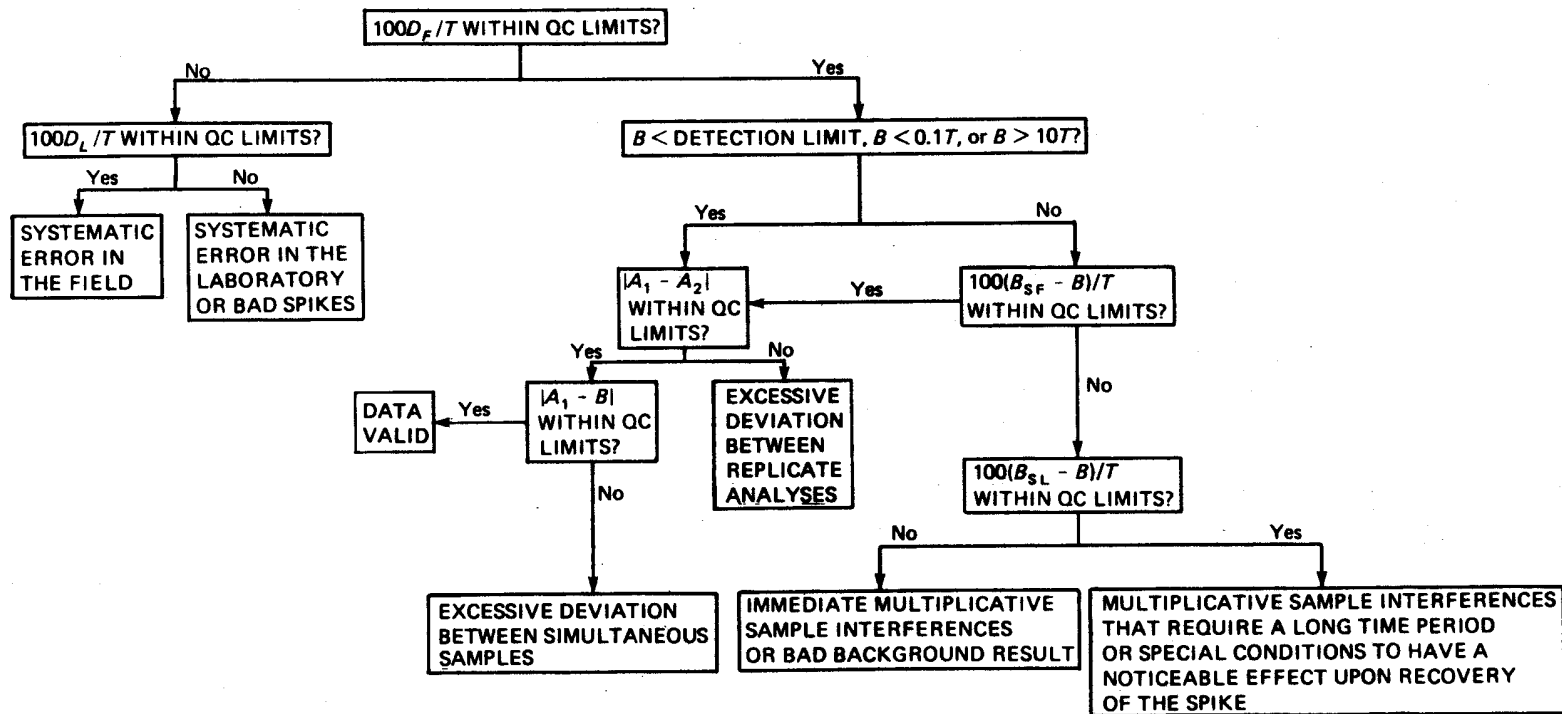 100D_F/T WITHIN QC LIMITS?
No
Yes
100D_L/T WITHIN QC LIMITS?
B < DETECTION LIMIT, B < 0.1T, or B > 10T?
Yes
No
SYSTEMATIC
ERROR IN
THE FIELD
SYSTEMATIC
ERROR IN THE
LABORATORY
OR BAD SPIKES
Yes
No
|A₁ - A₂|
WITHIN QC
LIMITS?
Yes
100(B_SF - B)/T
WITHIN QC LIMITS?
Yes
No
No
|A₁ - B|
WITHIN QC
LIMITS?
Yes
DATA
VALID
EXCESSIVE
DEVIATION
BETWEEN
REPLICATE
ANALYSES
No
100(B_SL - B)/T
WITHIN QC LIMITS?
No
Yes
EXCESSIVE DEVIATION
BETWEEN SIMULTANEOUS
SAMPLES
IMMEDIATE MULTIPLICATIVE
SAMPLE INTERFERENCES
OR BAD BACKGROUND RESULT
MULTIPLICATIVE SAMPLE INTERFERENCES
THAT REQUIRE A LONG TIME PERIOD
OR SPECIAL CONDITIONS TO HAVE A
NOTICEABLE EFFECT UPON RECOVERY
OF THE SPIKE